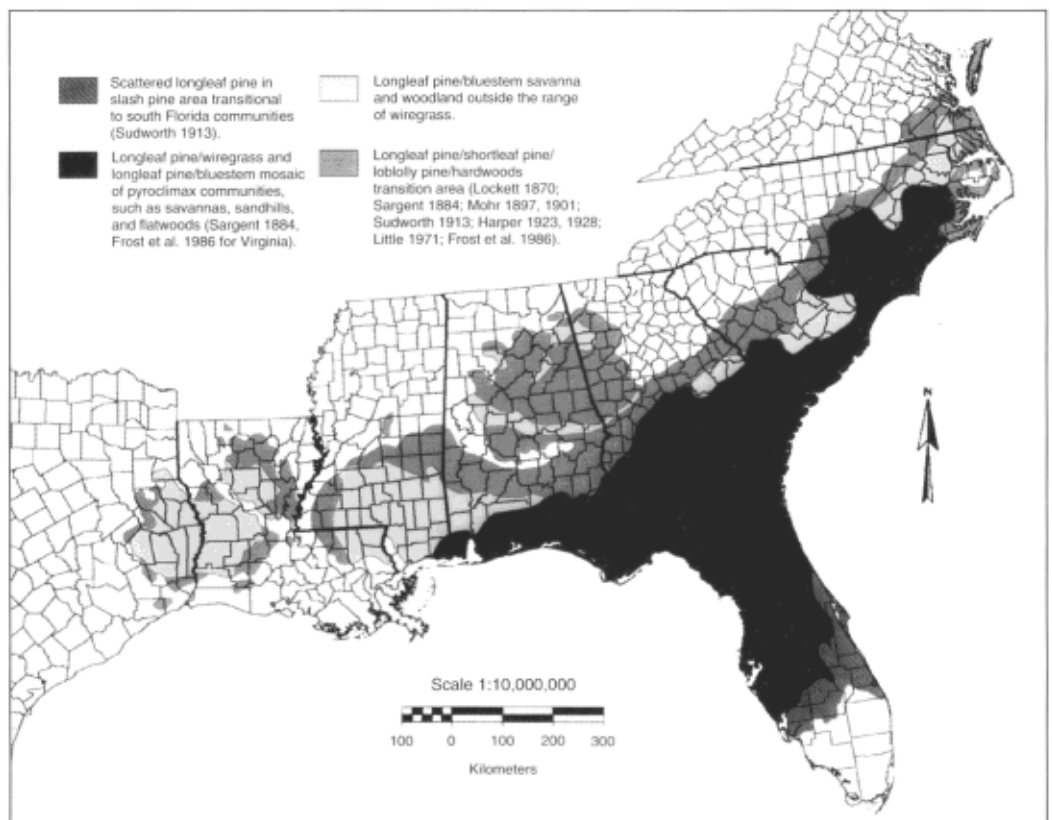 Scattered longleaf pine in
slash pine area transitional
to south Florida communities
(Sudworth 1913).
Longleaf pine/wiregrass and
longleaf pine/bluestem mosaic
of pyroclimax communities,
such as savannas, sandhills,
and flatwoods (Sargent 1884,
Frost et al. 1986 for Virginia).
Longleaf pine/bluestem savanna
and woodland outside the range
of wiregrass.
Longleaf pine/shortleaf pine/
loblolly pine/hardwoods
transition area (Lockett 1870;
Sargent 1884; Mohr 1897, 1901;
Sudworth 1913; Harper 1923, 1928;
Little 1971; Frost et al. 1986).
N
Scale 1:10,000,000
100 0 100 200 300
Kilometers